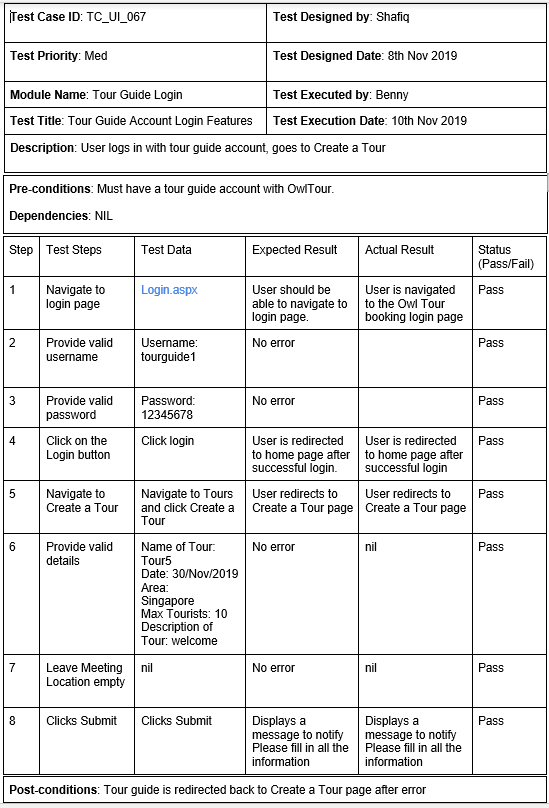 Test Case ID: TC_UI_067
Test Designed by: Shafiq
Test Priority: Med
Test Designed Date: 8th Nov 2019
Module Name: Tour Guide Login
Test Executed by: Benny
Test Title: Tour Guide Account Login Features
Test Execution Date: 10th Nov 2019
Description: User logs in with tour guide account, goes to Create a Tour
Pre-conditions: Must have a tour guide account with OwlTour.
Dependencies: NIL
Step
Test Steps
Test Data
Expected Result
Actual Result
Status
(Pass/Fail)
1
Navigate to
login page
Login.aspx
User should be
able to navigate to
login page.
User is navigated
to the Owl Tour
booking login page
Pass
2
Provide valid
username
Username:
tourguide1
No error
Pass
3
Provide valid
password
Password:
12345678
No error
Pass
4
Click on the
Login button
Click login
User is redirected
to home page after
successful login.
User is redirected
to home page after
successful login
Pass
5
Navigate to
Create a Tour
Navigate to Tours
and click Create a
Tour
User redirects to
Create a Tour page
User redirects to
Create a Tour page
Pass
6
Provide valid
details
Name of Tour:
Tour5
Date: 30/Nov/2019
Area:
Singapore
Max Tourists: 10
Description of
Tour: welcome
No error
nil
Pass
7
Leave Meeting
Location empty
nil
No error
nil
Pass
8
Clicks Submit
Clicks Submit
Displays a
message to notify
Please fill in all the
information
Displays a
message to notify
Please fill in all the
information
Pass
Post-conditions: Tour guide is redirected back to Create a Tour page after error